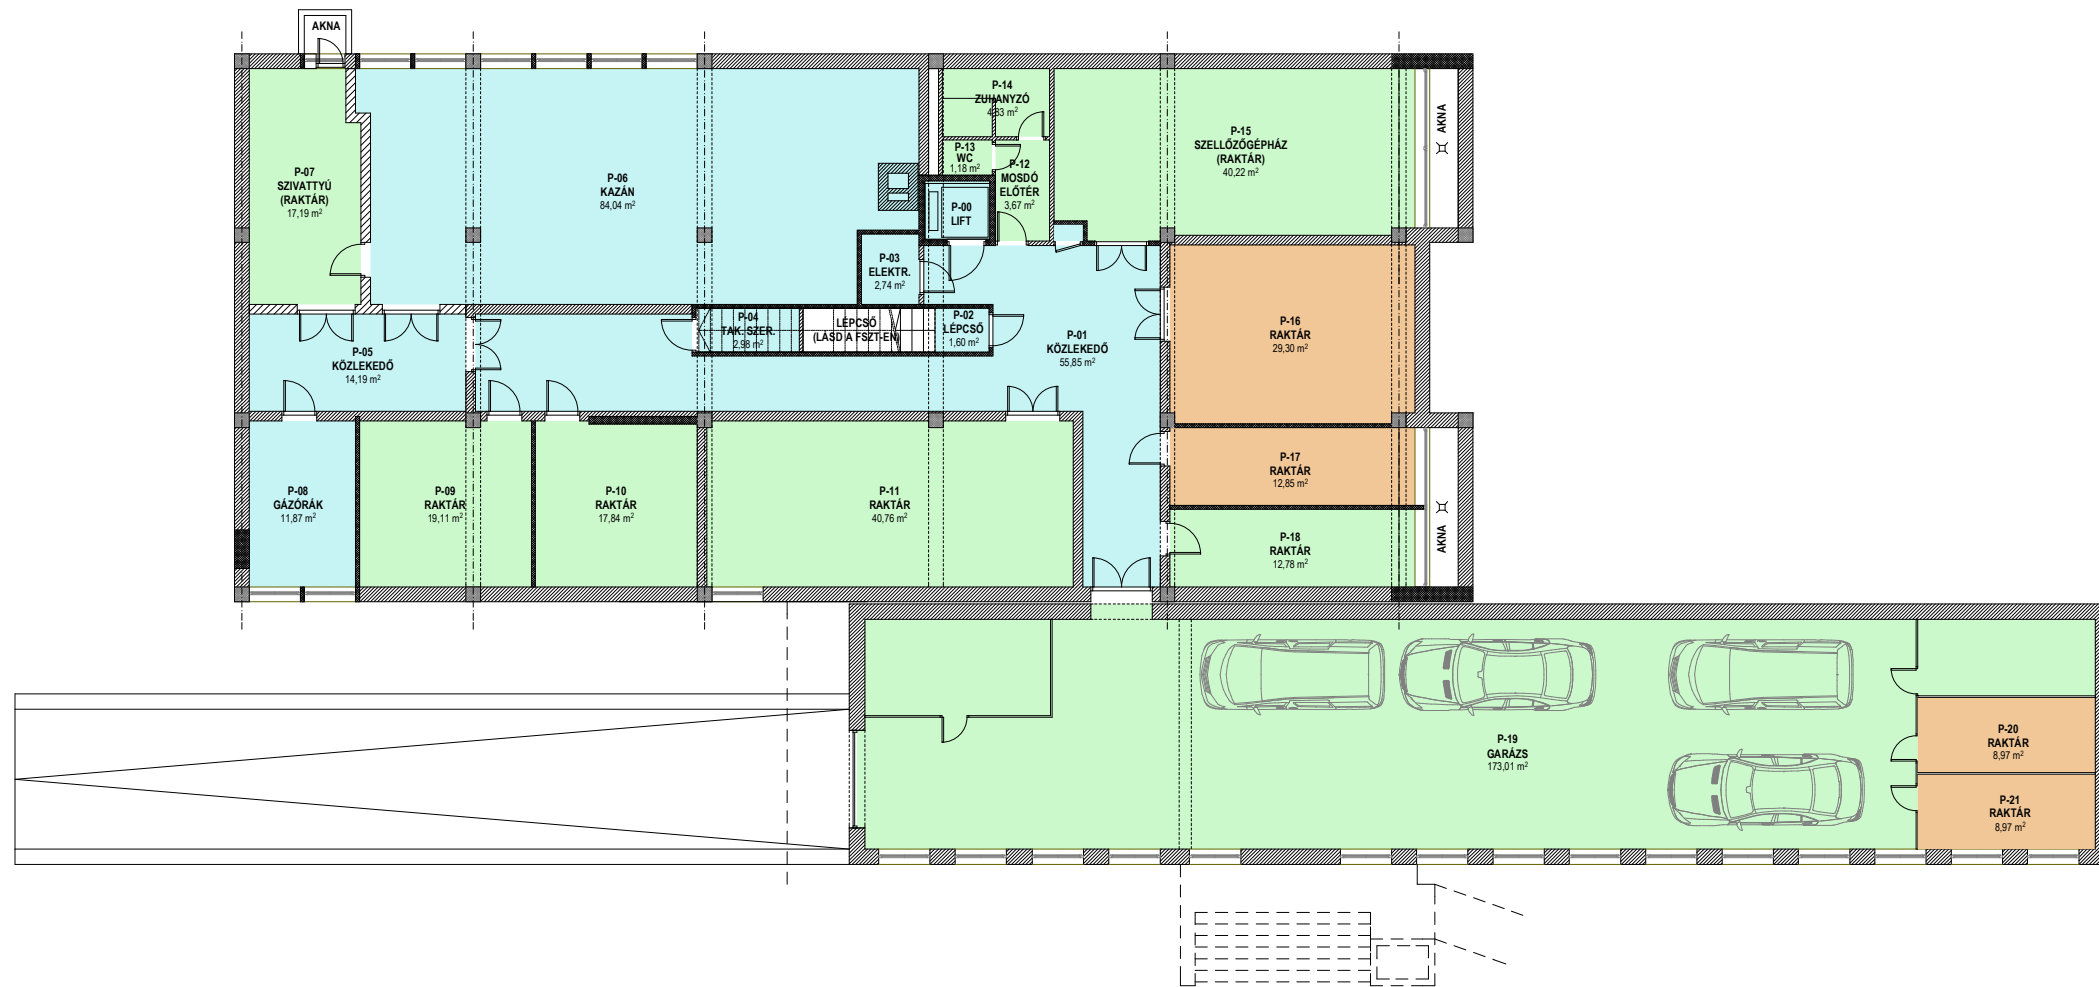 AKNA
P-07
SZIVATTYÚ
(RAKTÁR)
17,19 m²
P-06
KAZÁN
84,04 m²
P-14
ZUHANYZÓ
4,83 m²
P-13
WC
1,18 m²
P-12
MOSDÓ
ELŐTÉR
3,67 m²
P-00
LIFT
P-15
SZELLŐZŐGÉPHÁZ
(RAKTÁR)
40,22 m²
AKNA
P-03
ELEKTR.
2,74 m²
P-04
TAK. SZER.
2,98 m²
LÉPCSŐ
(LÁSD A FSZT-EN)
P-02
LÉPCSŐ
1,60 m²
P-01
KÖZLEKEDŐ
55,85 m²
P-05
KÖZLEKEDŐ
14,19 m²
P-16
RAKTÁR
29,30 m²
P-17
RAKTÁR
12,85 m²
P-08
GÁZÓRÁK
11,87 m²
P-09
RAKTÁR
19,11 m²
P-10
RAKTÁR
17,84 m²
P-11
RAKTÁR
40,76 m²
P-18
RAKTÁR
12,78 m²
AKNA
P-19
GARÁZS
173,01 m²
P-20
RAKTÁR
8,97 m²
P-21
RAKTÁR
8,97 m²